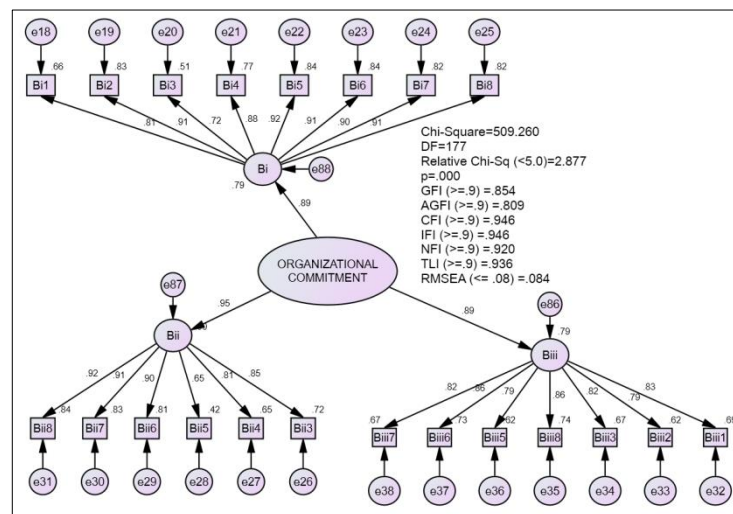 e18 e19 e20 e21 e22 e23 e24 e25
.66 .83 .51 .77 .84 .84 .82 .82
Bi1 Bi2 Bi3 Bi4 Bi5 Bi6 Bi7 Bi8
.81 .91 .72 .88 .92 .91 .90 .91
Chi-Square=509.260
DF=177
Relative Chi-Sq (<5.0)=2.877
p=.000
GFI (>=.9) =.854
AGFI (>=.9) =.809
CFI (>=.9) =.946
IFI (>=.9) =.946
NFI (>=.9) =.920
TLI (>=.9) =.936
RMSEA (<= .08) =.084
.79 Bi e88
.89
ORGANIZATIONAL
COMMITMENT
e87
.95
Bii
.89
e86
.79
Biii
.92 .91 .90 .65 .81 .85
.84 .83 .81 .42 .65 .72
Bii8 Bii7 Bii6 Bii5 Bii4 Bii3
e31 e30 e29 e28 e27 e26
.82 .86 .79 .86 .82 .79 .83
.67 .73 .62 .74 .67 .62
Biii7 Biii6 Biii5 Biii8 Biii3 Biii2 Biii1
e38 e37 e36 e35 e34 e33 e32